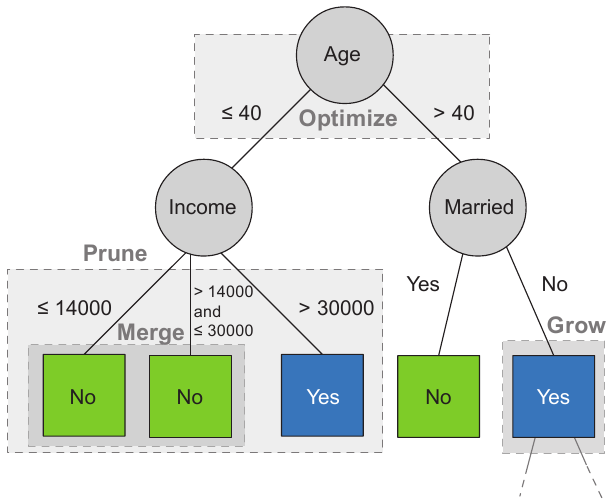 Age
≤ 40
Optimize
> 40
Income
Married
Prune
≤ 14000
> 14000
and
≤ 30000
> 30000
Yes
No
Merge
Grow
No
No
Yes
No
Yes